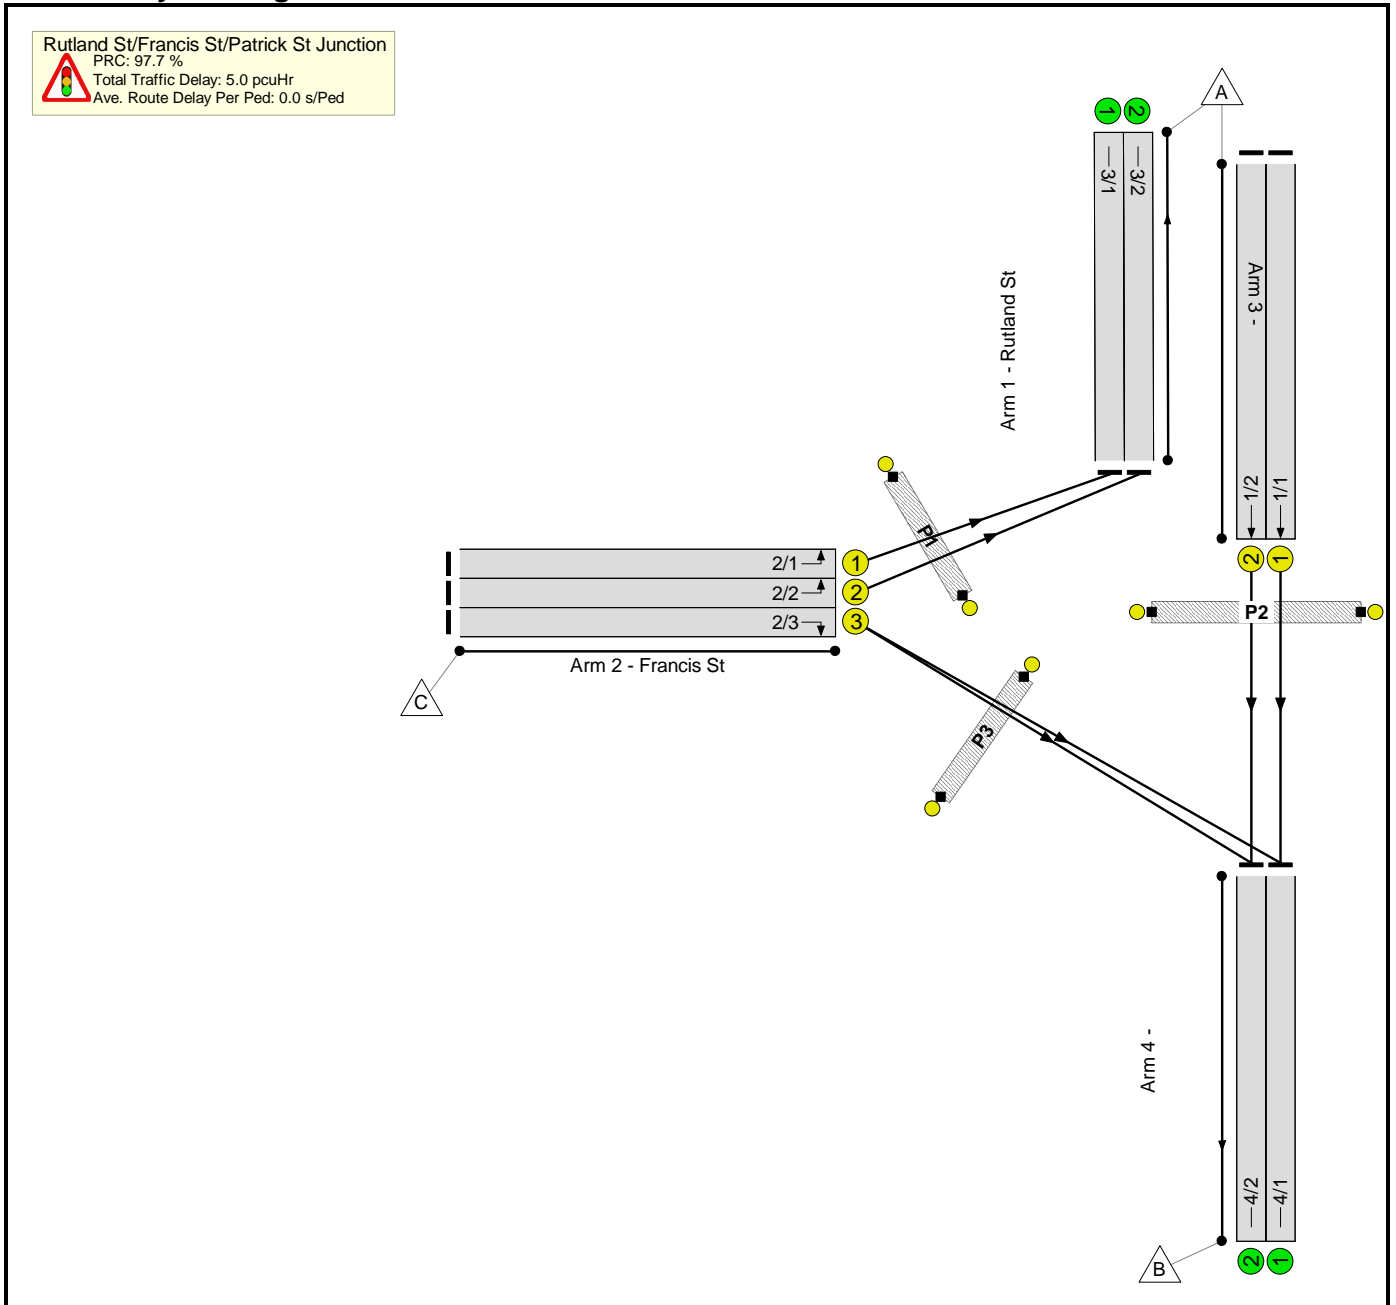 Rutland St/Francis St/Patrick St Junction
PRC: 97.7 %
Total Traffic Delay: 5.0 pcuHr
Ave. Route Delay Per Ped: 0.0 s/Ped
A
1
2
3/1
3/2
Arm 3 -
Arm 1 - Rutland St
1/2
1/1
2
1
P1
P2
2/1
1
2/2
2
2/3
3
Arm 2 - Francis St
C
P3
Arm 4 -
4/2
4/1
2
1
B